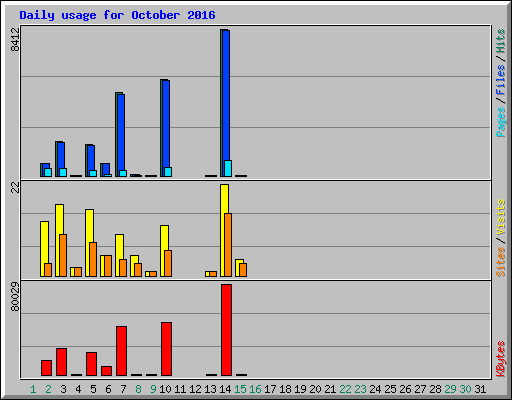 Daily usage for October 2016
8412
Pages / Files / Hits
22
Sites / Visits
80029
KBytes
1 2 3 4 5 6 7 8 9 10 11 12 13 14 15 16 17 18 19 20 21 22 23 24 25 26 27 28 29 30 31